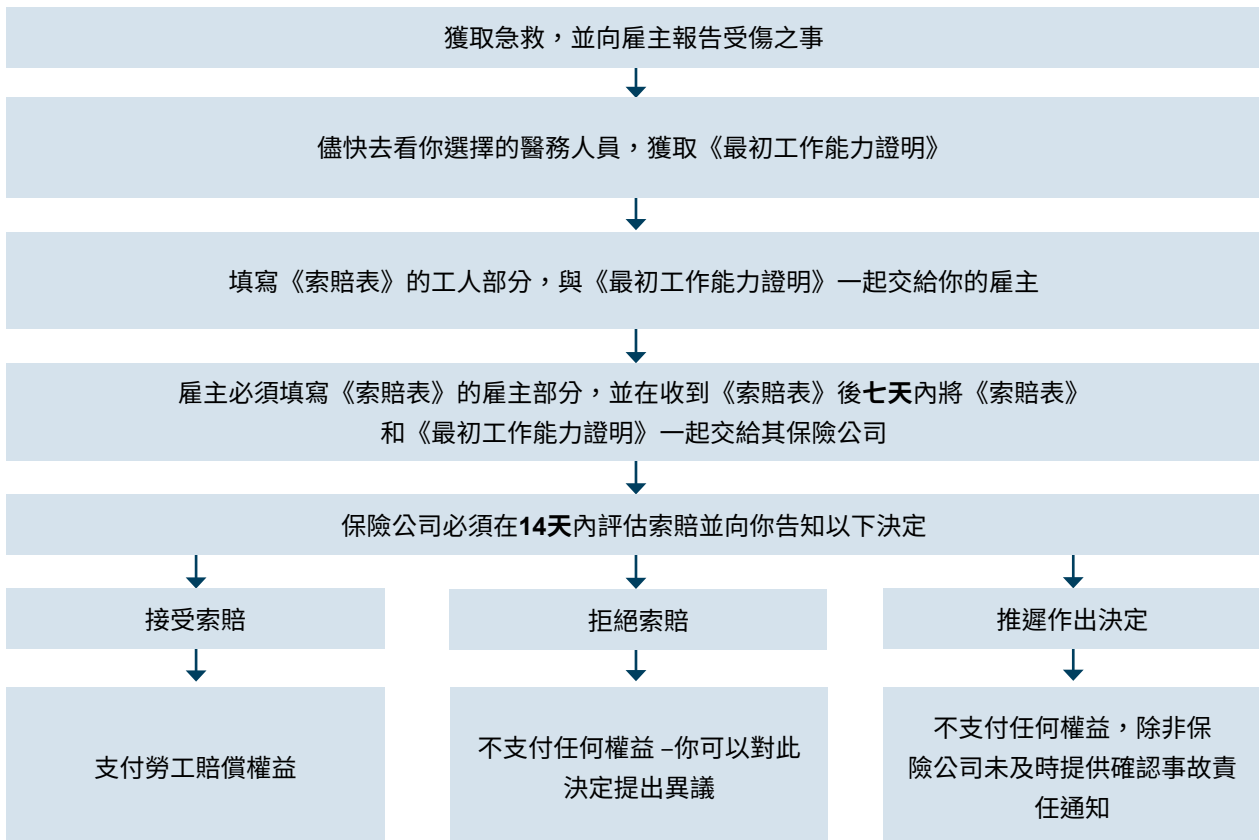 獲取急救，並向雇主報告受傷之事
儘快去看你選擇的醫務人員，獲取《最初工作能力證明》
填寫《索賠表》的工人部分，與《最初工作能力證明》一起交給你的雇主
雇主必須填寫《索賠表》的雇主部分，並在收到《索賠表》後七天內將《索賠表》
和《最初工作能力證明》一起交給其保險公司
保險公司必須在14天內評估索賠並向你告知以下決定
接受索賠
拒絕索賠
推遲作出決定
支付勞工賠償權益
不支付任何權益 –你可以對此
決定提出異議
不支付任何權益，除非保
險公司未及時提供確認事故責
任通知